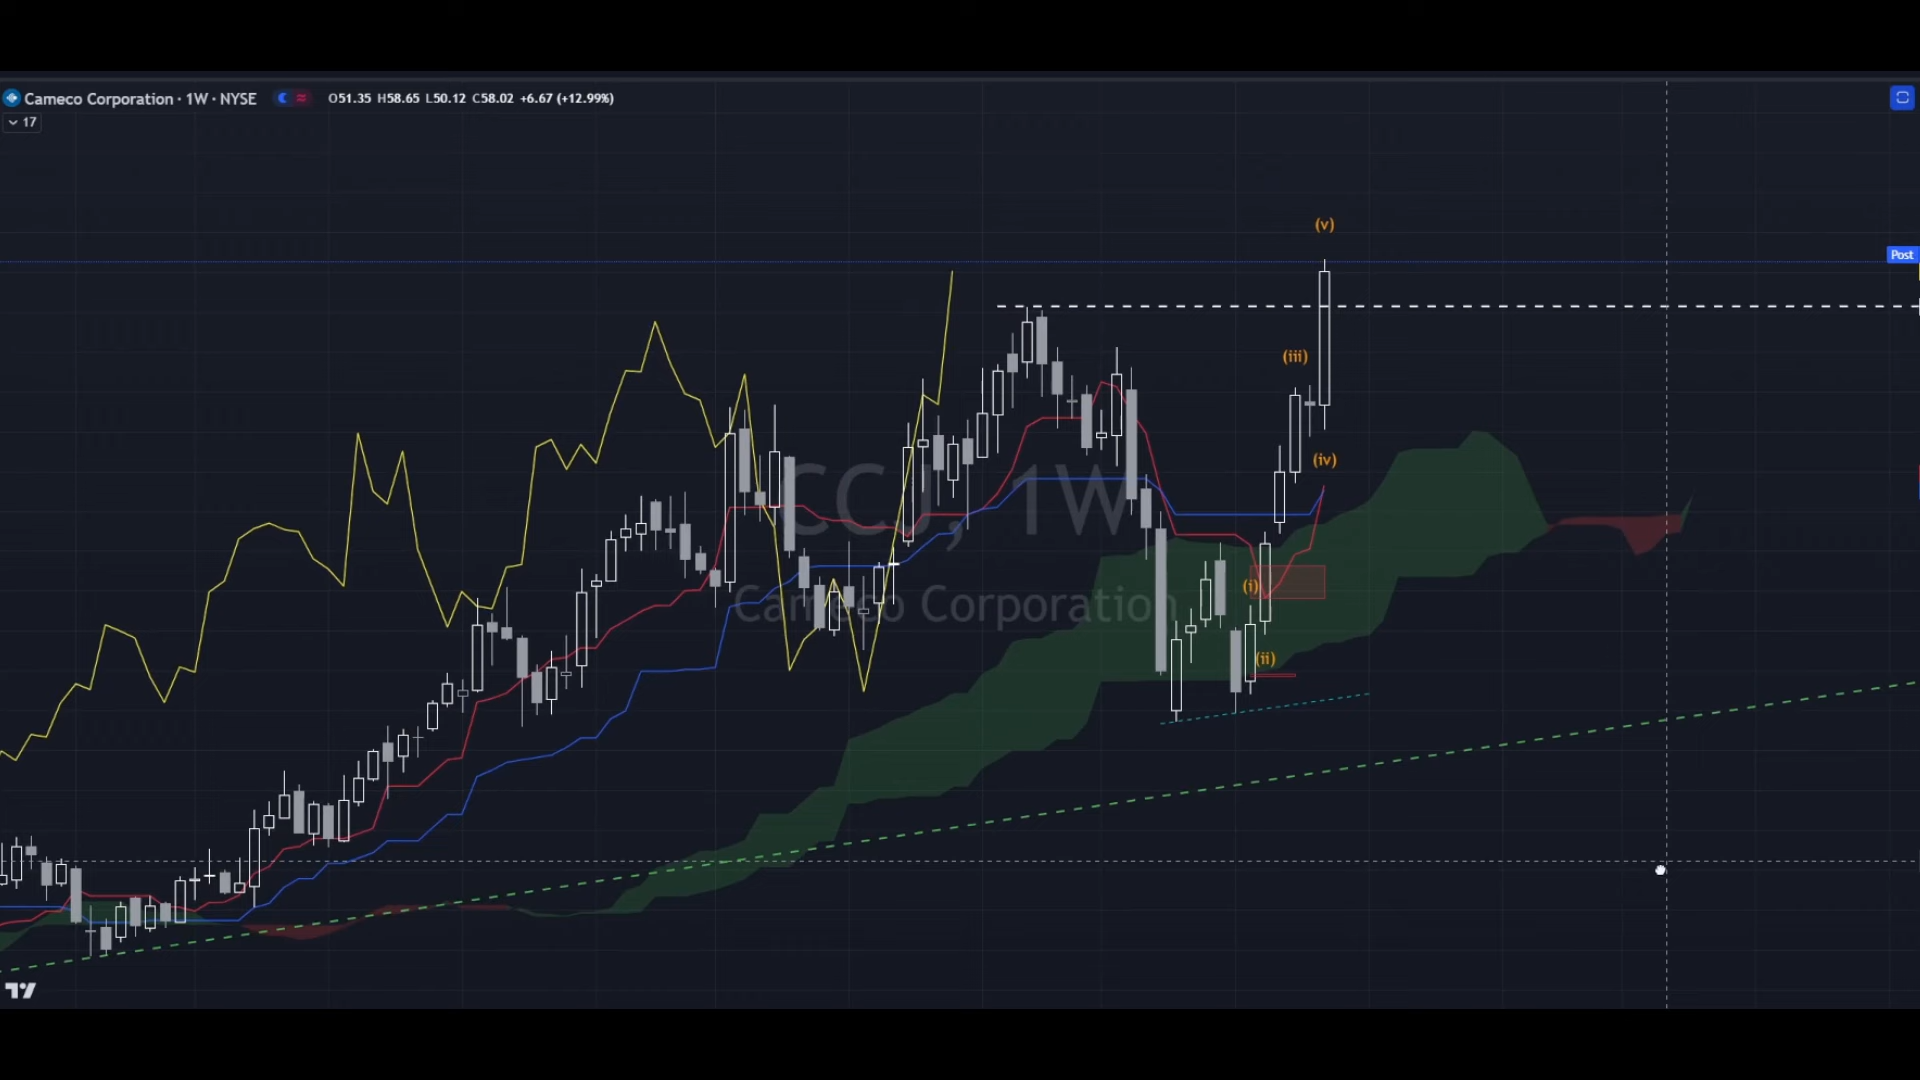 Cameco Corporation · 1W · NYSE O51.35 H58.65 L50.12 C58.02 +6.67 (+12.99%)
17
(v)
Post
(iii)
(iv)
CCJ, 1W
(i)
Cameco Corporation
(ii)